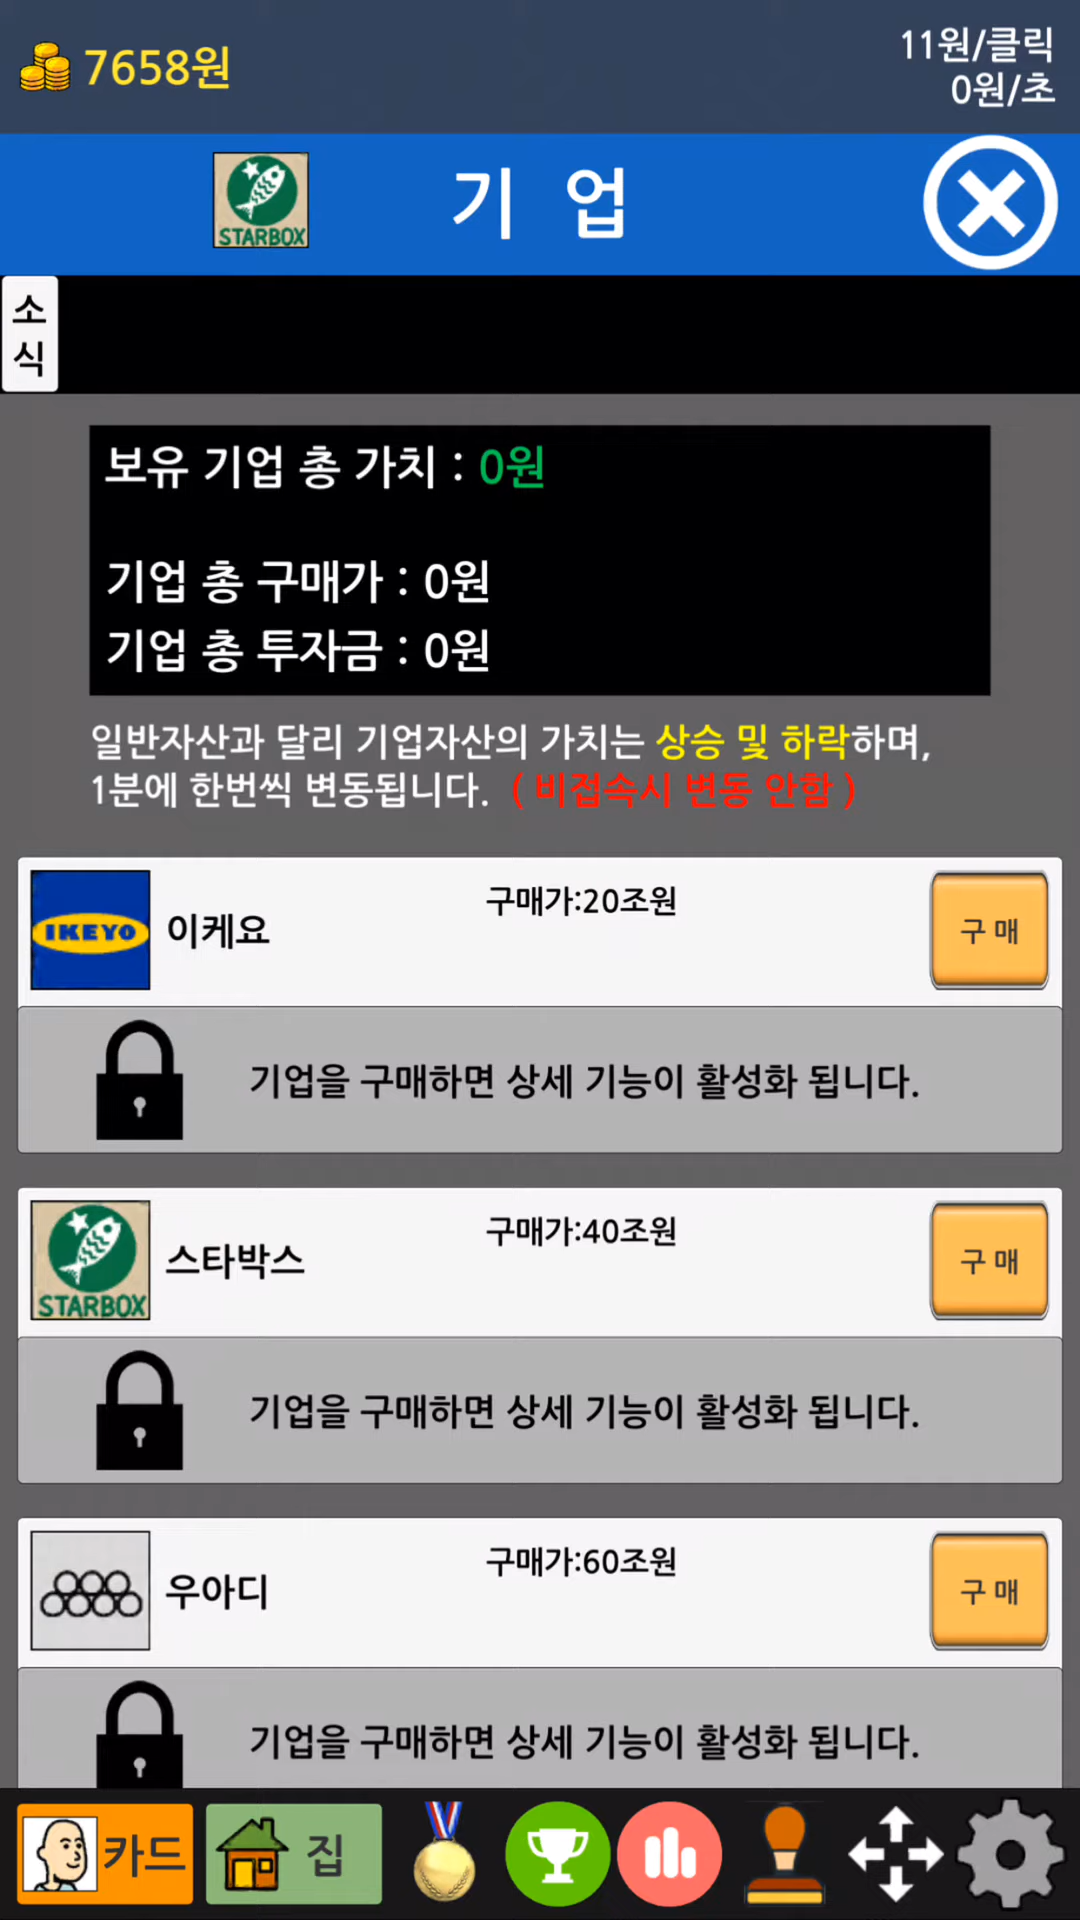 7658원
11원/클릭
0원/초
STARBOX
기 업
소
식
보유 기업 총 가치 : 0원
기업 총 구매가 : 0원
기업 총 투자금 : 0원
일반자산과 달리 기업자산의 가치는 상승 및 하락하며,
1분에 한번씩 변동됩니다. ( 비접속시 변동 안함 )
IKEYO
이케요
구매가:20조원
구 매
기업을 구매하면 상세 기능이 활성화 됩니다.
STARBOX
스타박스
구매가:40조원
구 매
기업을 구매하면 상세 기능이 활성화 됩니다.
우아디
구매가:60조원
구 매
기업을 구매하면 상세 기능이 활성화 됩니다.
카드
집